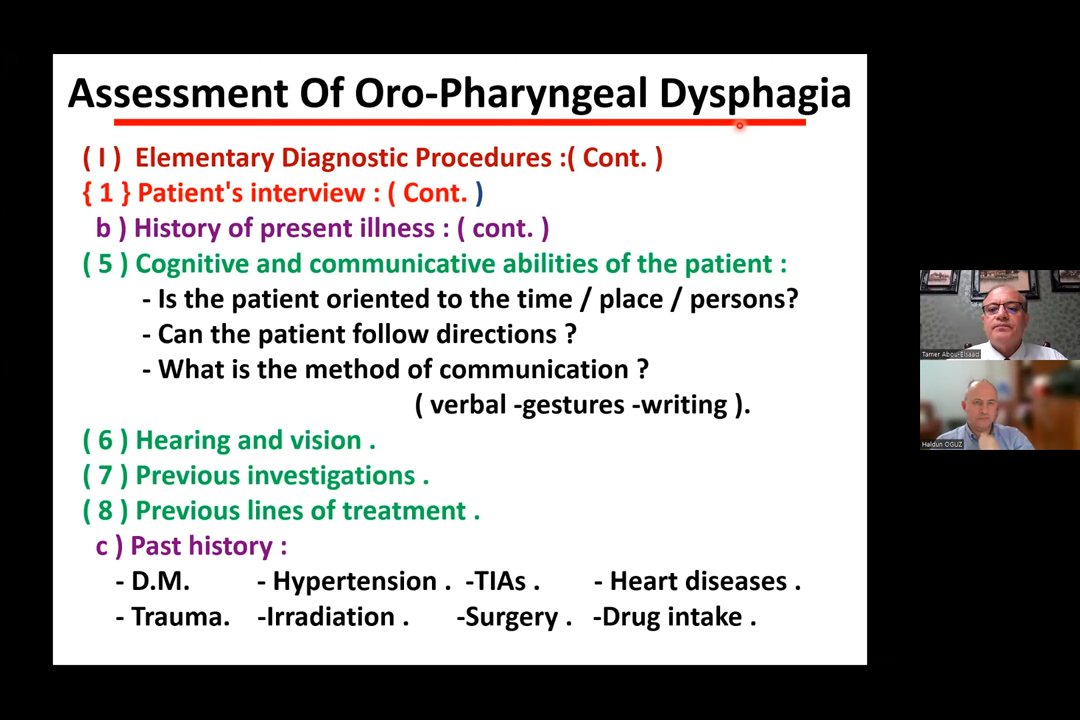 Assessment Of Oro-Pharyngeal Dysphagia
( I ) Elementary Diagnostic Procedures :( Cont. )
{ 1 } Patient's interview : ( Cont. )
b ) History of present illness : ( cont. )
( 5 ) Cognitive and communicative abilities of the patient :
- Is the patient oriented to the time / place / persons?
- Can the patient follow directions ?
- What is the method of communication ?
( verbal -gestures -writing ).
( 6 ) Hearing and vision .
( 7 ) Previous investigations .
( 8 ) Previous lines of treatment .
c ) Past history :
- D.M. - Hypertension . -TIAs . - Heart diseases .
- Trauma. -Irradiation . -Surgery . -Drug intake .
Tamer Abou-Elsaad
Haldun OGUZ